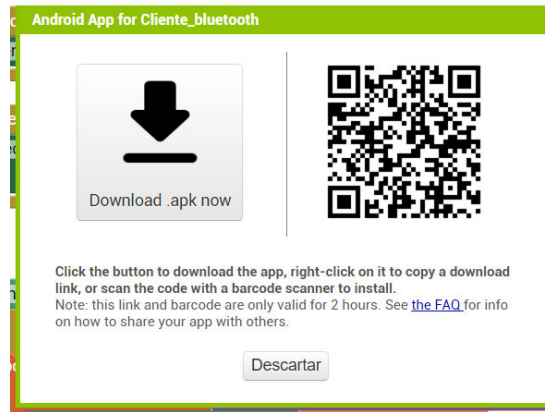 Android App for Cliente_bluetooth
Download .apk now
Click the button to download the app, right-click on it to copy a download
link, or scan the code with a barcode scanner to install.
Note: this link and barcode are only valid for 2 hours. See the FAQ for info
on how to share your app with others.
Descartar